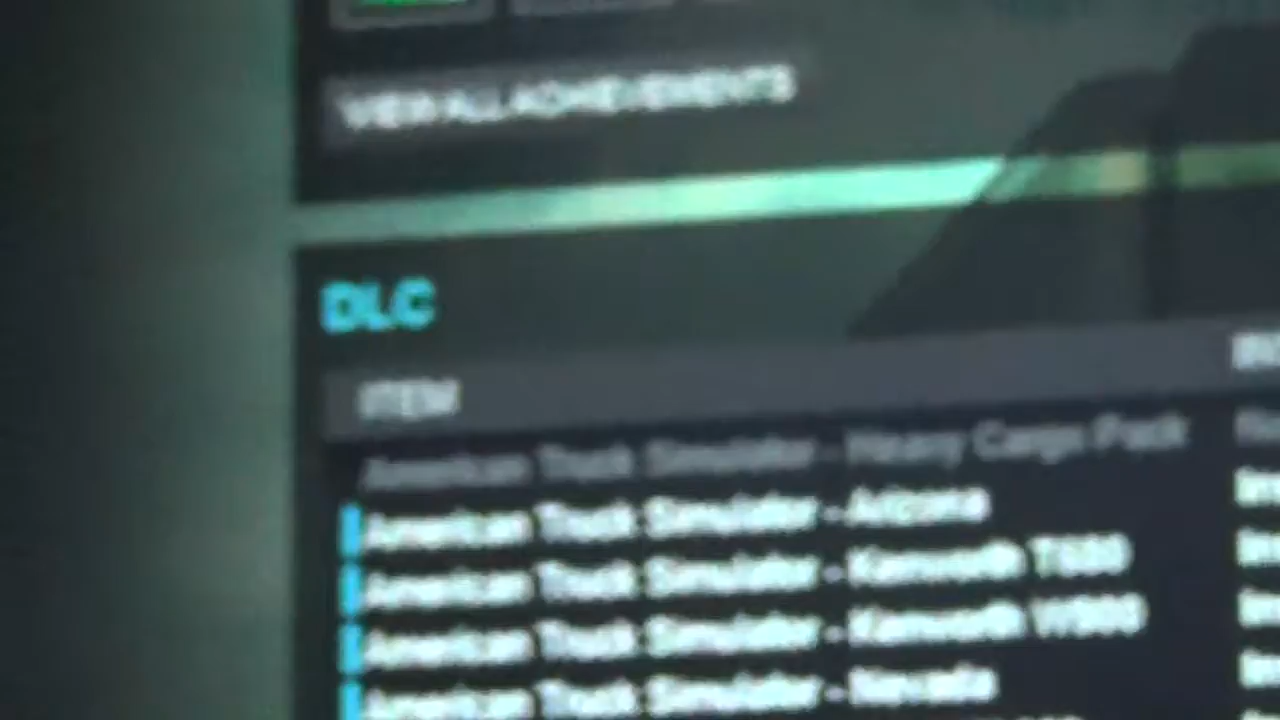 VIEW ALL ACHIEVEMENTS
DLC
ITEM
American Truck Simulator - Heavy Cargo Pack
American Truck Simulator - Arizona
American Truck Simulator - Kenworth T680
American Truck Simulator - Kenworth W900
American Truck Simulator - Nevada